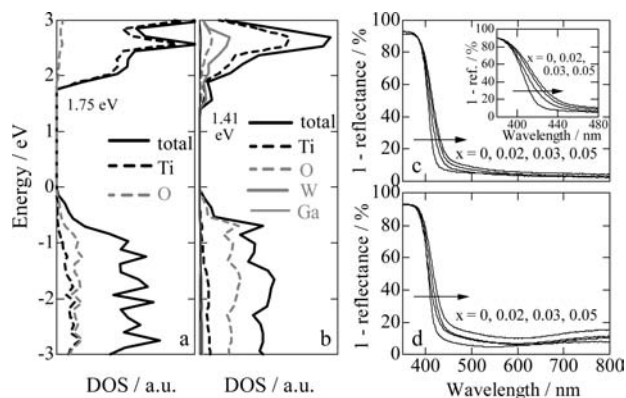 Energy / eV
3
2
1
0
-1
-2
-3
1.75 eV
total
Ti
O
a
DOS / a.u.
1.41
eV
total
Ti
O
W
Ga
b
DOS / a.u.
1 - reflectance / %
100
80
60
40
20
0
x = 0, 0.02, 0.03, 0.05
c
1 - ref. / %
100
80
60
40
20
0
x = 0, 0.02,
0.03, 0.05
400 440 480
Wavelength / nm
1 - reflectance / %
100
80
60
40
20
0
x = 0, 0.02, 0.03, 0.05
d
400 500 600 700 800
Wavelength / nm